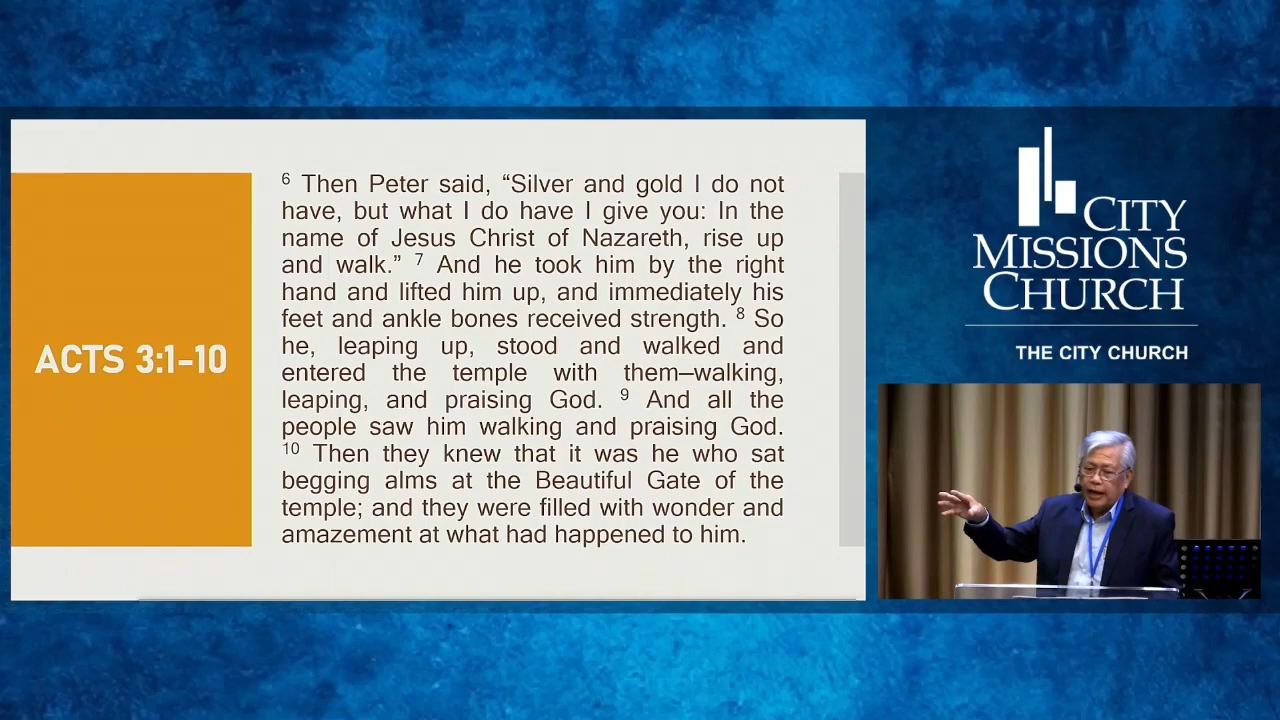 ACTS 3:1-10
6 Then Peter said, “Silver and gold I do not
have, but what I do have I give you: In the
name of Jesus Christ of Nazareth, rise up
and walk.” 7 And he took him by the right
hand and lifted him up, and immediately his
feet and ankle bones received strength. 8 So
he, leaping up, stood and walked and
entered the temple with them—walking,
leaping, and praising God. 9 And all the
people saw him walking and praising God.
10 Then they knew that it was he who sat
begging alms at the Beautiful Gate of the
temple; and they were filled with wonder and
amazement at what had happened to him.
CITY
MISSIONS
CHURCH
THE CITY CHURCH